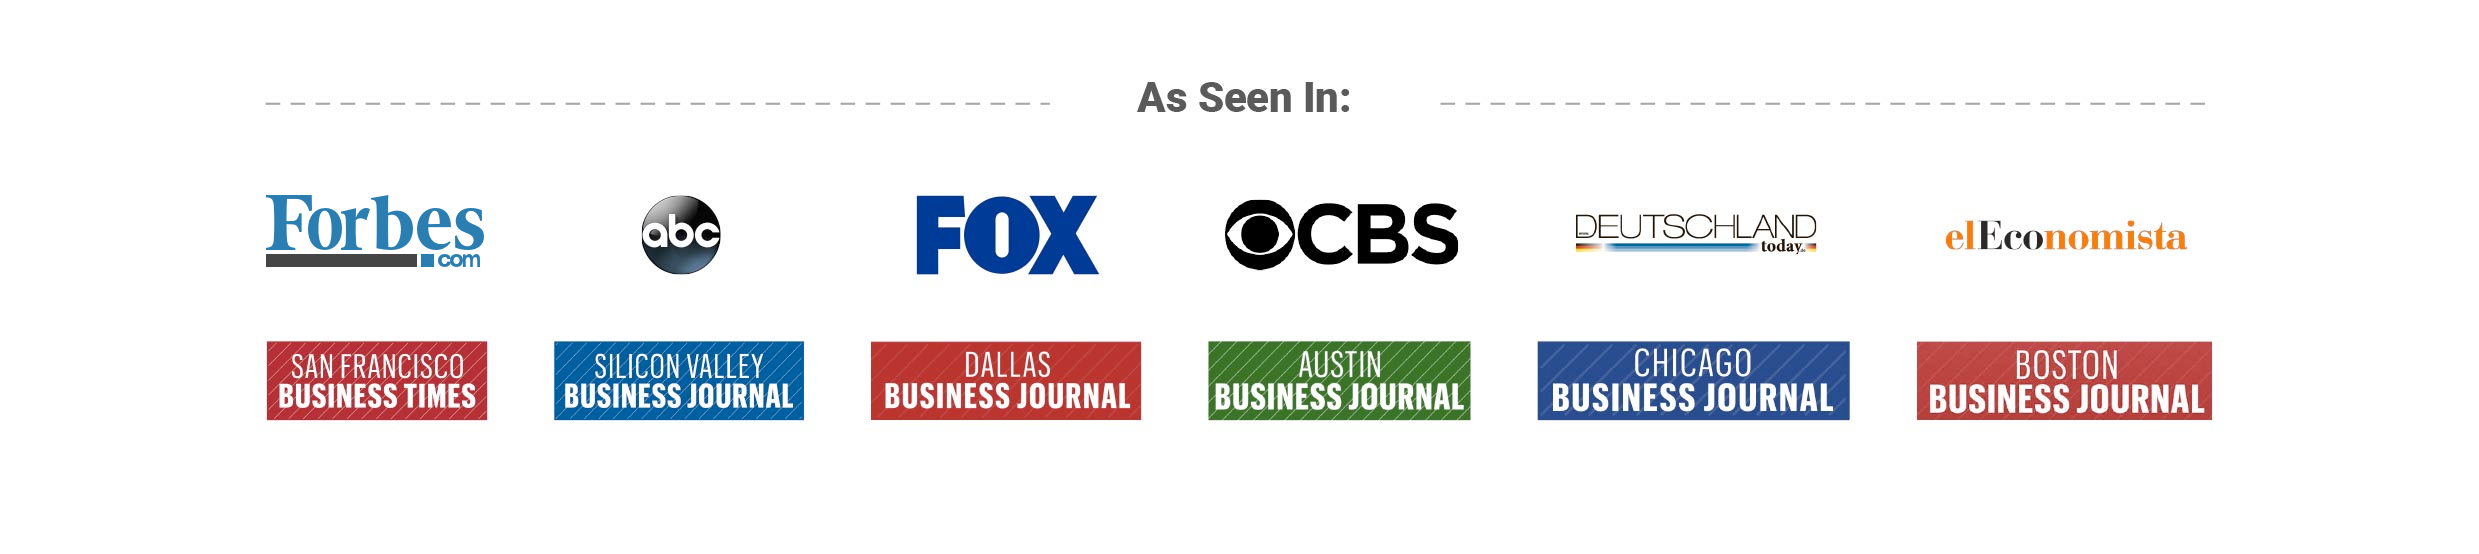 As Seen In:
Forbes
com
abc
FOX
CBS
DEUTSCHLAND
today
elEconomista
SAN FRANCISCO
BUSINESS TIMES
SILICON VALLEY
BUSINESS JOURNAL
DALLAS
BUSINESS JOURNAL
AUSTIN
BUSINESS JOURNAL
CHICAGO
BUSINESS JOURNAL
BOSTON
BUSINESS JOURNAL